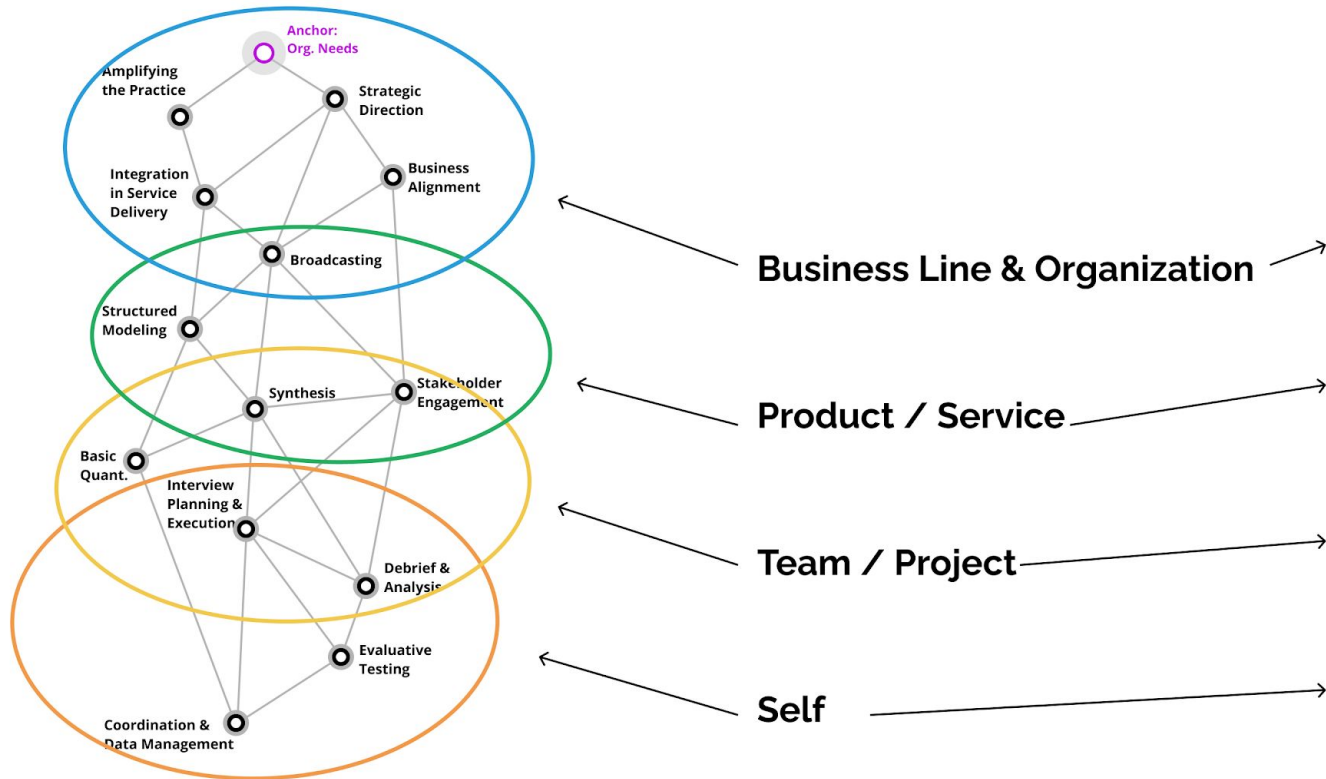 Anchor:
Org. Needs
Amplifying
the Practice
Strategic
Direction
Business
Alignment
Integration
in Service
Delivery
Broadcasting
Business Line & Organization
Structured
Modeling
Synthesis
Stakeholder
Engagement
Product / Service
Basic
Quant.
Interview
Planning &
Execution
Team / Project
Debrief &
Analysis
Evaluative
Testing
Self
Coordination &
Data Management